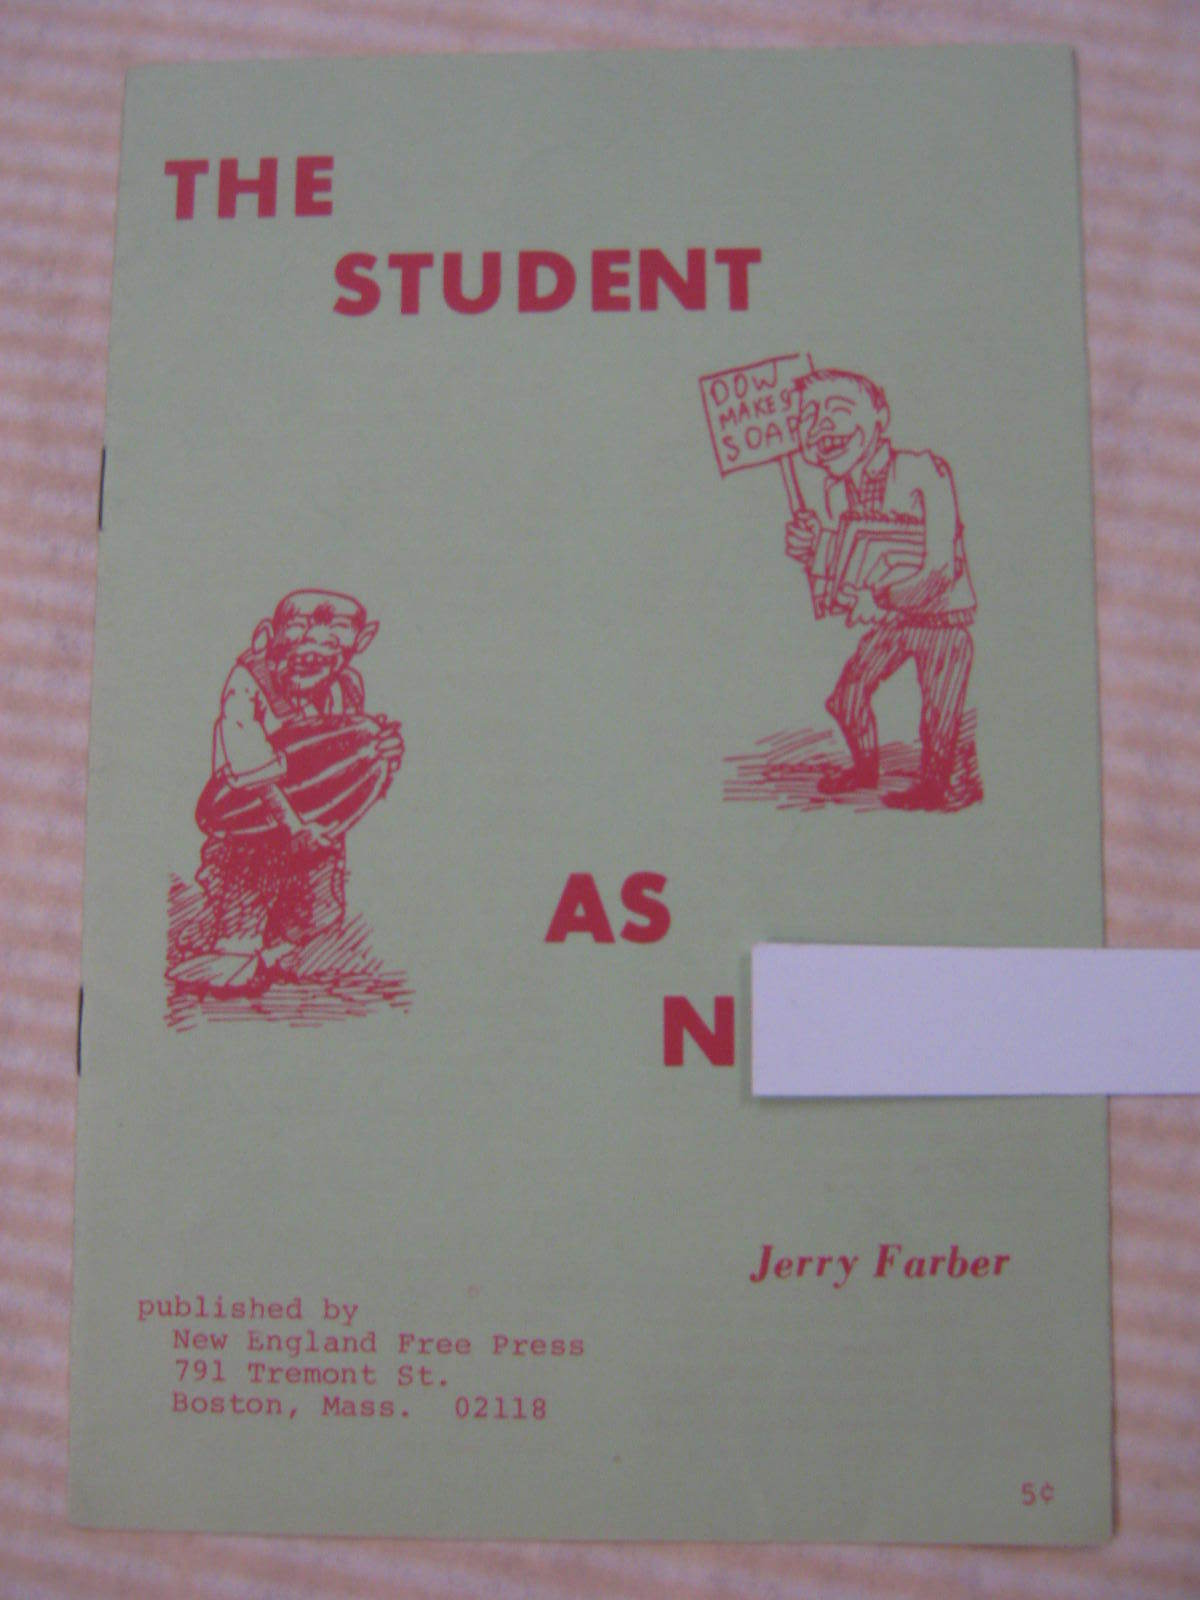 THE
STUDENT
DOW
MAKES
SOAP
AS
N
Jerry Farber
published by
New England Free Press
791 Tremont St.
Boston, Mass. 02118
5¢